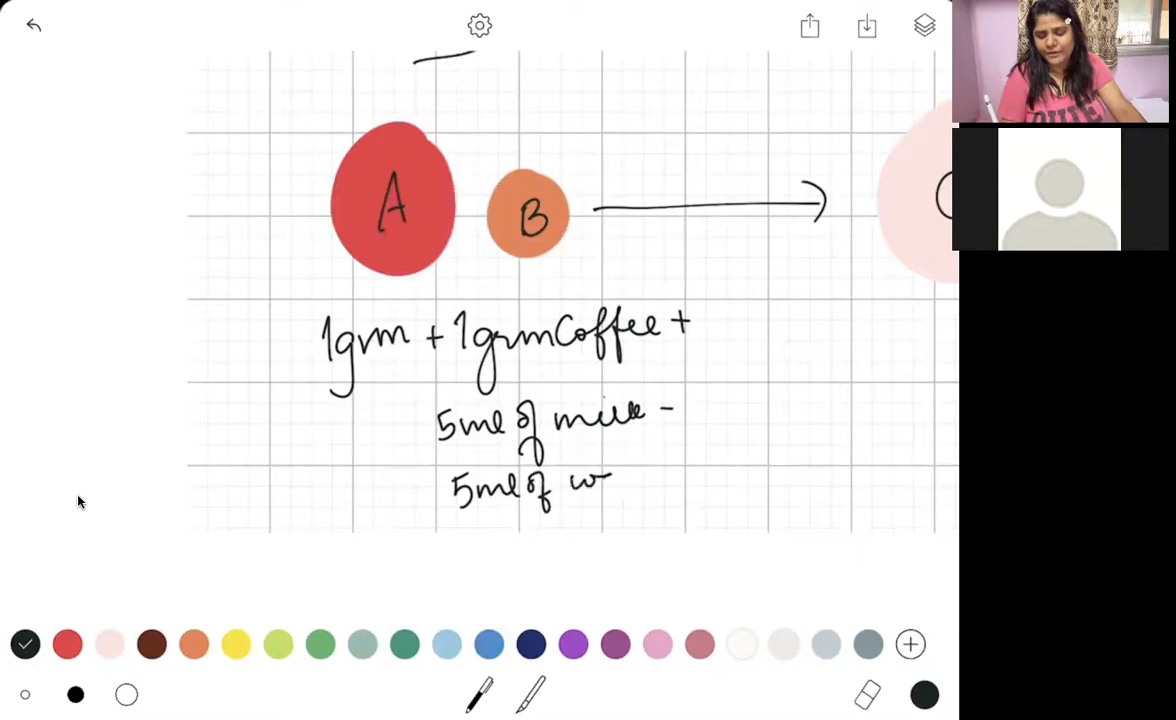 A B
1grm + 1grm Coffee +
5ml of milk -
5ml of w